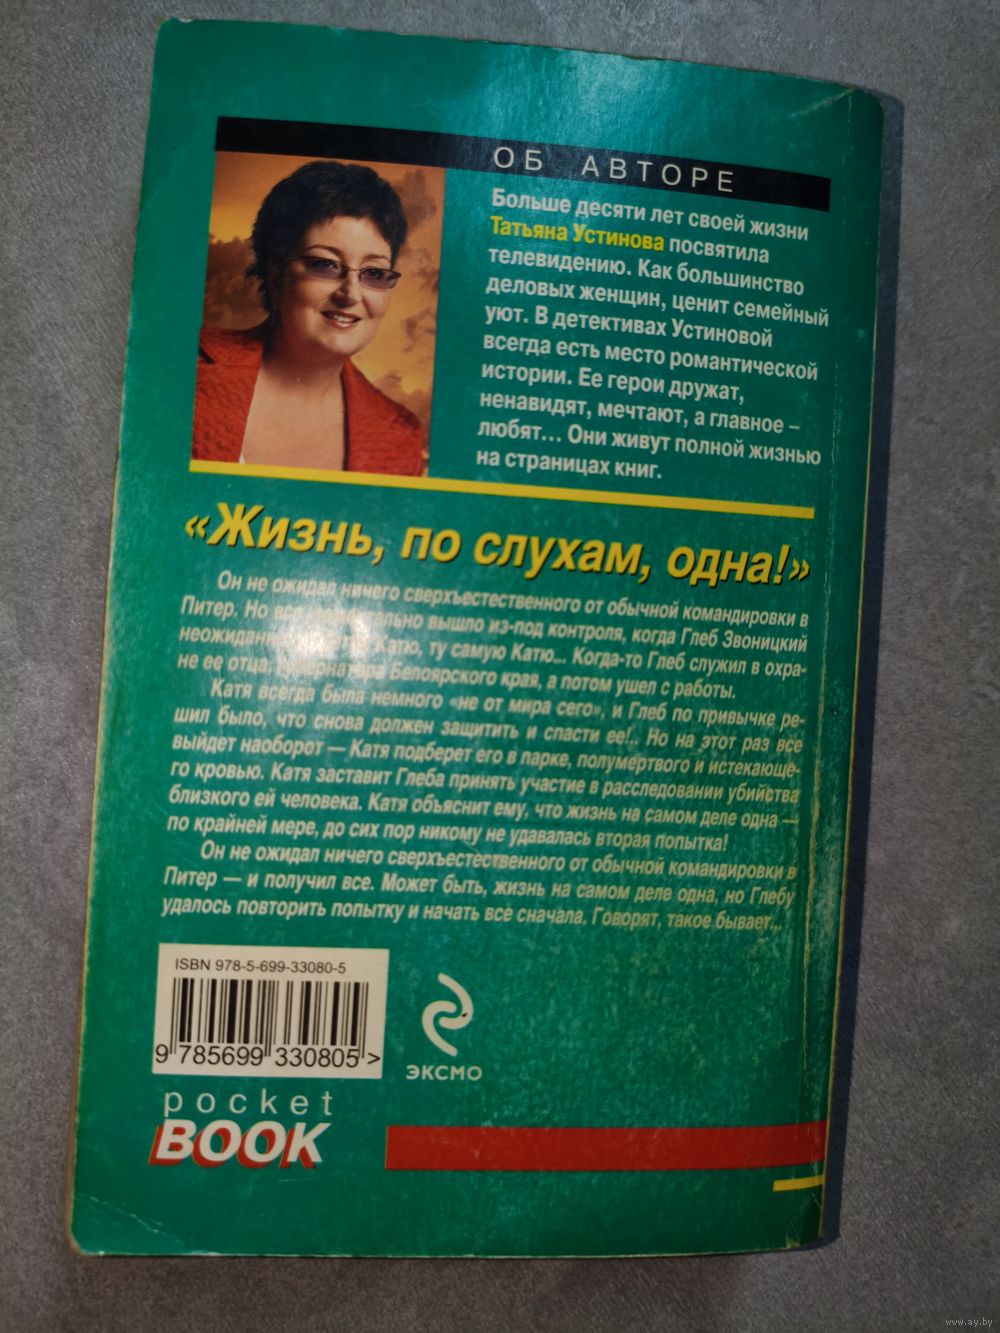 ОБ АВТОРЕ
Больше десяти лет своей жизни
Татьяна Устинова посвятила
телевидению. Как большинство
деловых женщин, ценит семейный
уют. В детективах Устиновой
всегда есть место романтической
истории. Ее герои дружат,
ненавидят, мечтают, а главное –
любят... Они живут полной жизнью
на страницах книг.
«Жизнь, по слухам, одна!»
Он не ожидал ничего сверхъестественного от обычной командировки в
Питер. Но все вышло из-под контроля, когда Глеб Звоницкий
Катю, ту самую Катю... Когда-то Глеб служил в охра-
не ее отца, Белоярского края, а потом ушел с работы.
Катя всегда была немного «не от мира сего», и Глеб по привычке ре-
шил было, что снова должен защитить и спасти ее!.. Но на этот раз все
выйдет наоборот — Катя подберет его в парке, полумертвого и истекающе-
го кровью. Катя заставит Глеба принять участие в расследовании убийства
близкого ей человека. Катя объяснит ему, что жизнь на самом деле одна —
по крайней мере, до сих пор никому не удавалась вторая попытка!
Он не ожидал ничего сверхъестественного от обычной командировки в
Питер — и получил все. Может быть, жизнь на самом деле одна, но Глебу
удалось повторить попытку и начать все сначала. Говорят, такое бывает...
ISBN 978-5-699-33080-5
9 785699 330805 >
ЭКСМО
pocket
BOOK
www.ay.by